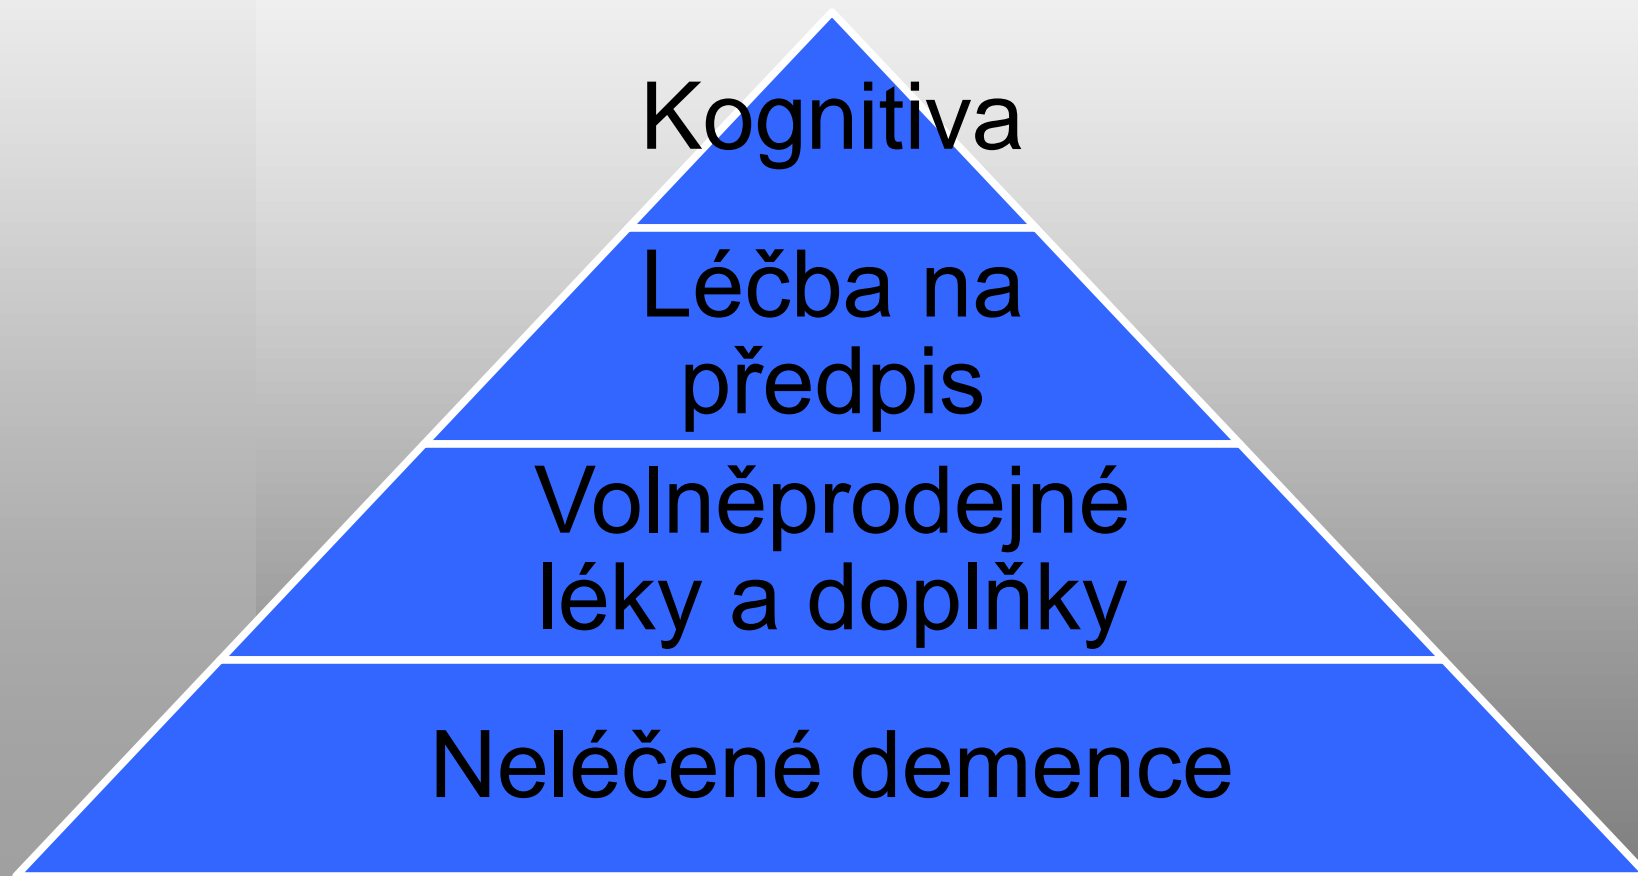 Kognitiva
Léčba na
předpis
Volněprodejné
léky a doplňky
Neléčené demence